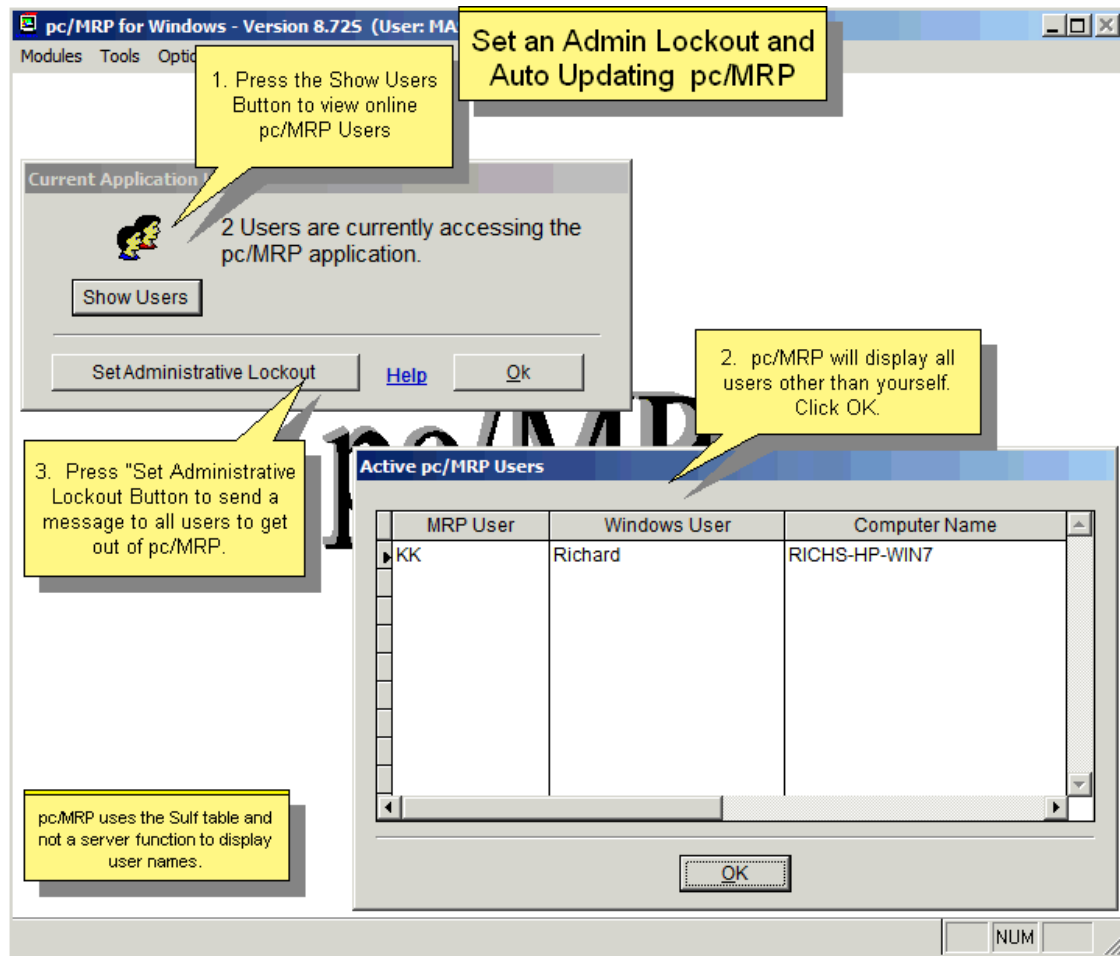 pc/MRP for Windows - Version 8.72S (User: MAS
Set an Admin Lockout and
Auto Updating pc/MRP
Modules Tools Optio
1. Press the Show Users
Button to view online
pc/MRP Users
Current Application U
2 Users are currently accessing the
pc/MRP application.
Show Users
Set Administrative Lockout
Help
Ok
2. pc/MRP will display all
users other than yourself.
Click OK.
pc/MRP
3. Press "Set Administrative
Lockout Button to send a
message to all users to get
out of pc/MRP.
Active pc/MRP Users
MRP User Windows User Computer Name
KK Richard RICHS-HP-WIN7
pc/MRP uses the Sulf table and
not a server function to display
user names.
OK
NUM